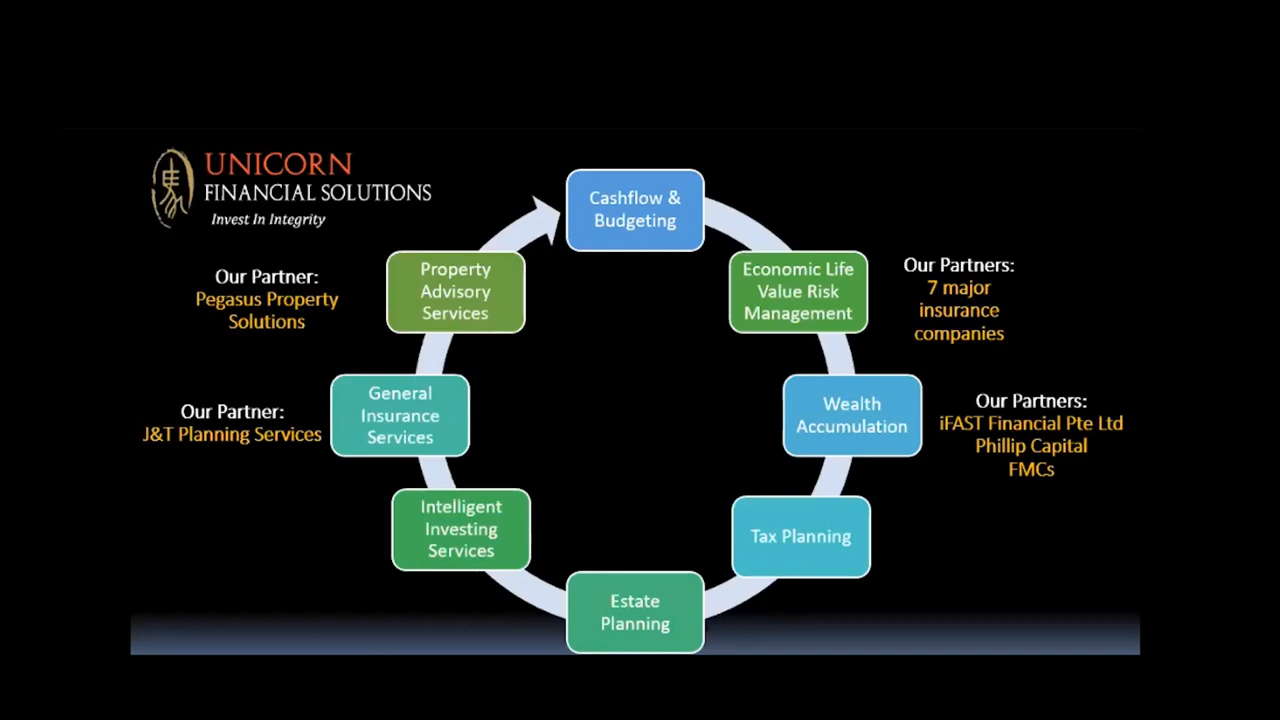 UNICORN
FINANCIAL SOLUTIONS
Invest In Integrity
Cashflow &
Budgeting
Economic Life
Value Risk
Management
Our Partners:
7 major
insurance
companies
Wealth
Accumulation
Our Partners:
iFAST Financial Pte Ltd
Phillip Capital
FMCs
Tax Planning
Estate
Planning
Intelligent
Investing
Services
General
Insurance
Services
Our Partner:
J&T Planning Services
Property
Advisory
Services
Our Partner:
Pegasus Property
Solutions